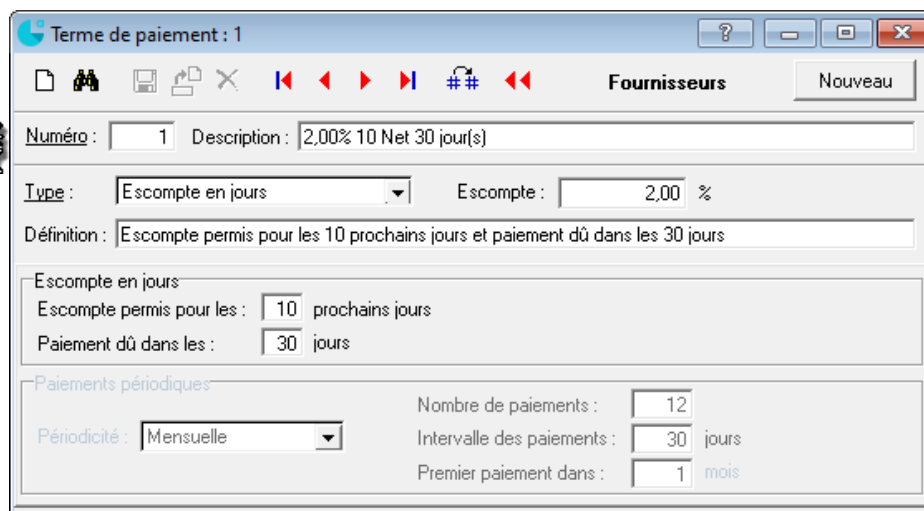 Terme de paiement : 1
Fournisseurs Nouveau
Numéro : 1 Description : 2,00% 10 Net 30 jour(s)
Type : Escompte en jours Escompte : 2,00 %
Définition : Escompte permis pour les 10 prochains jours et paiement dû dans les 30 jours
Escompte en jours
Escompte permis pour les : 10 prochains jours
Paiement dû dans les : 30 jours
Paiements périodiques
Nombre de paiements : 12
Périodicité : Mensuelle Intervalle des paiements : 30 jours
Premier paiement dans : 1 mois